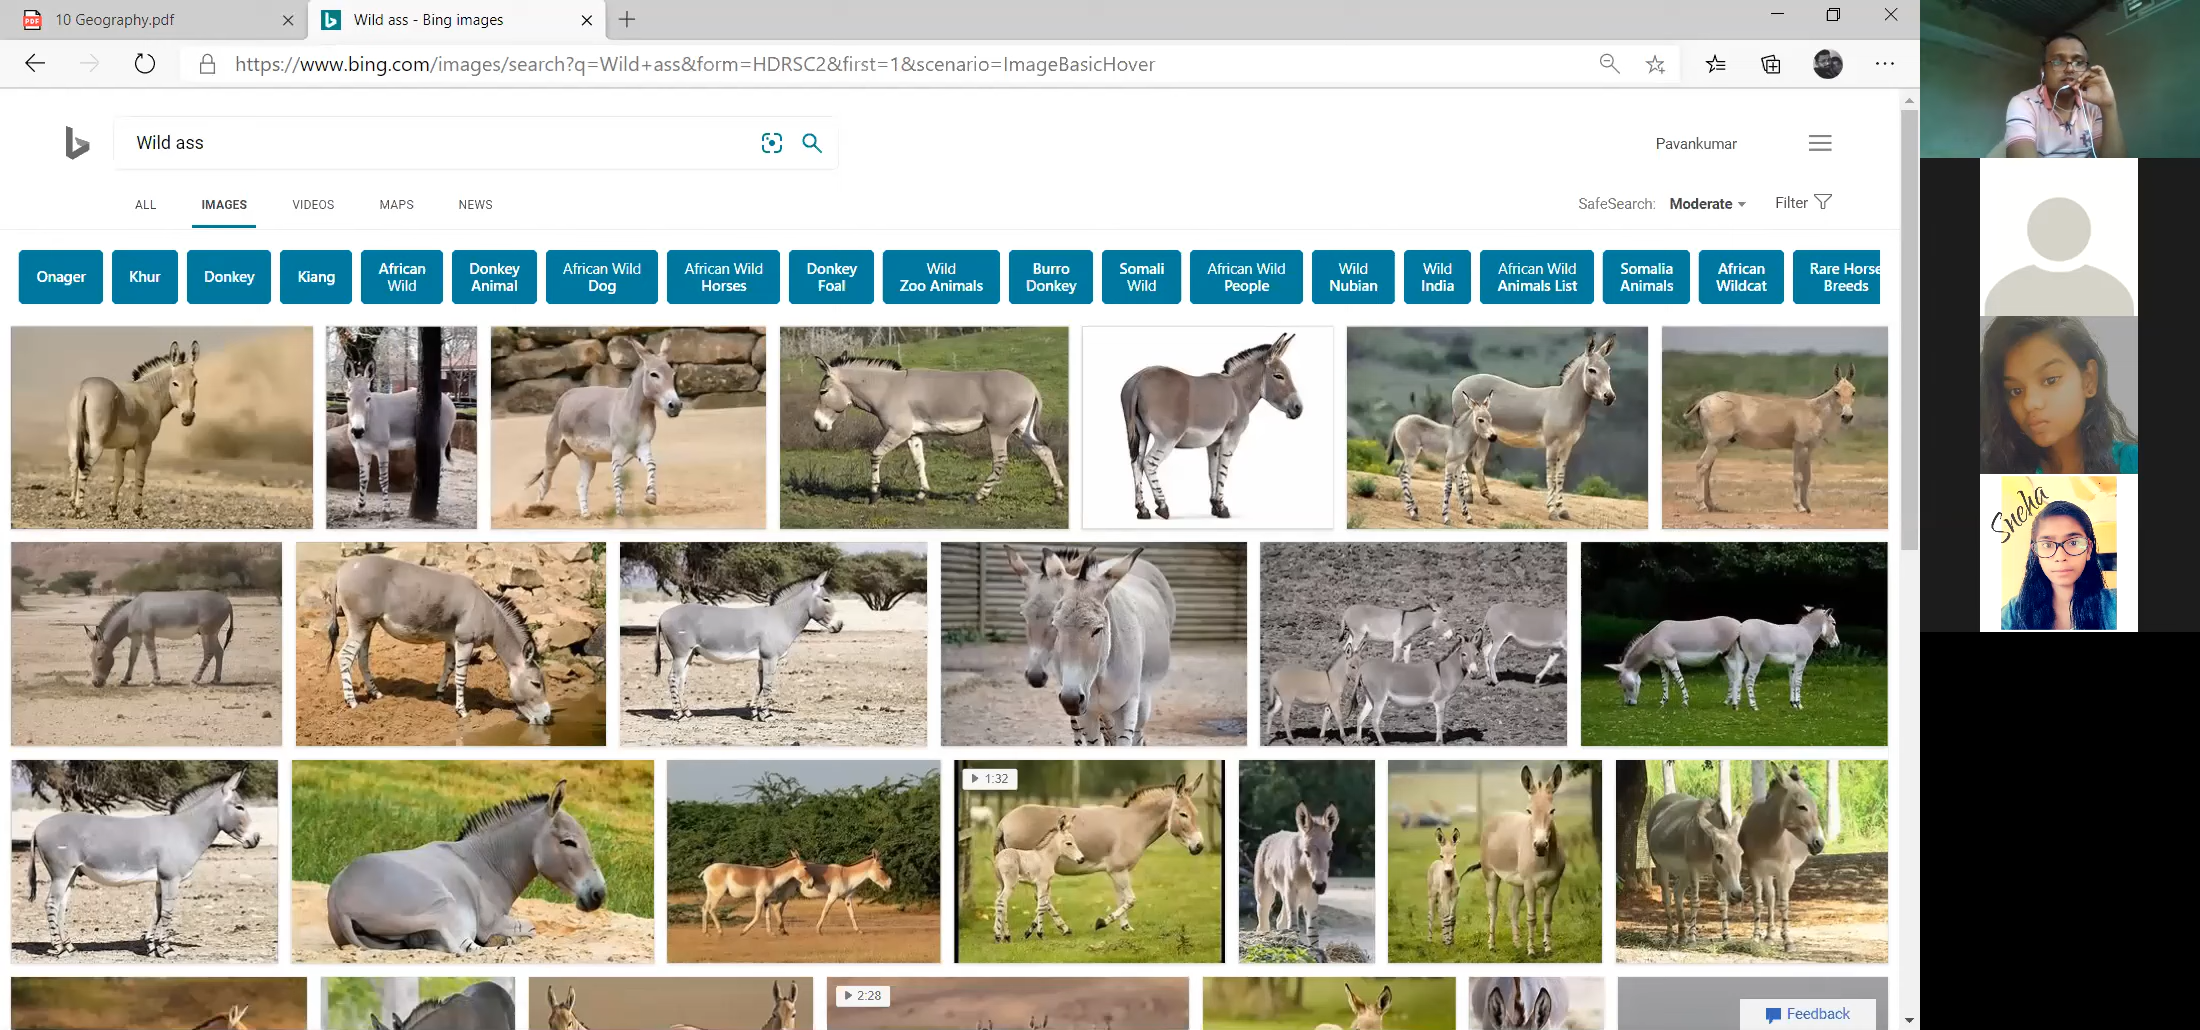 10 Geography.pdf
Wild ass - Bing images
https://www.bing.com/images/search?q=Wild+ass&form=HDRSC2&first=1&scenario=ImageBasicHover
Wild ass
Pavankumar
ALL IMAGES VIDEOS MAPS NEWS
SafeSearch: Moderate Filter
Onager
Khur
Donkey
Kiang
African
Wild
Donkey
Animal
African Wild
Dog
African Wild
Horses
Donkey
Foal
Wild
Zoo Animals
Burro
Donkey
Somali
Wild
African Wild
People
Wild
Nubian
Wild
India
African Wild
Animals List
Somalia
Animals
African
Wildcat
Rare Horse
Breeds
Sneha
1:32
2:28
Feedback
PDF